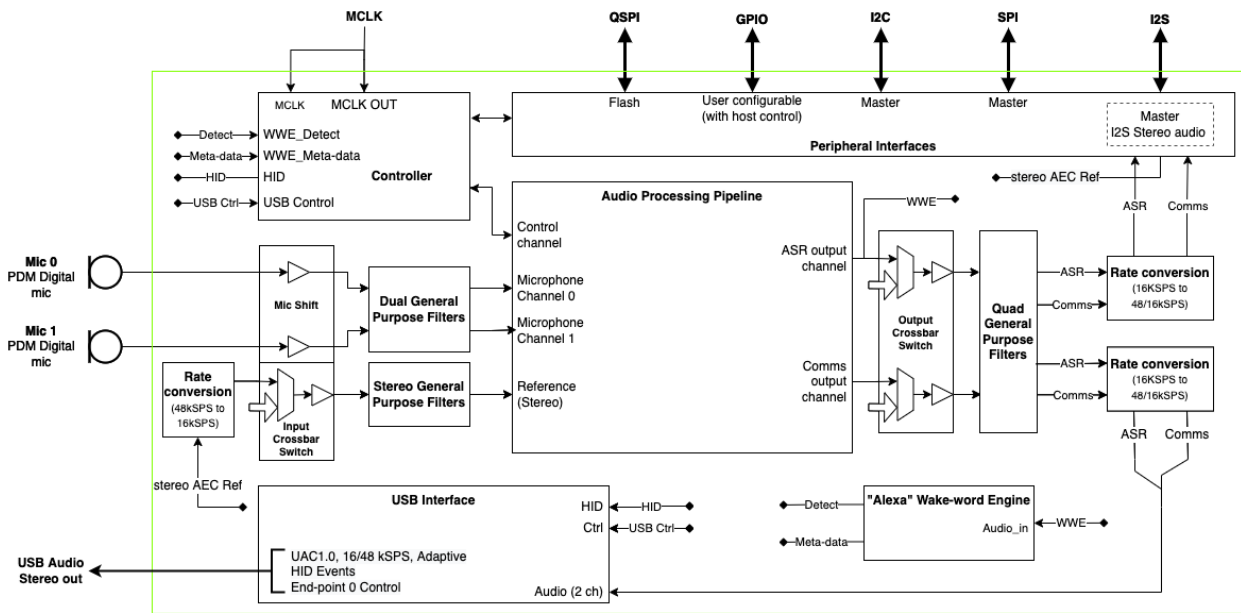 MCLK
QSPI
GPIO
I2C
SPI
I2S
MCLK
MCLK OUT
Detect
WWE_Detect
Meta-data
WWE_Meta-data
HID
HID
Controller
USB Ctrl
USB Control
Flash
User configurable
(with host control)
Master
Master
Master
I2S Stereo audio
Peripheral Interfaces
stereo AEC Ref
ASR
Comms
Audio Processing Pipeline
Control
channel
WWE
ASR output
channel
Mic 0
PDM Digital
mic
Mic 1
PDM Digital
mic
Mic Shift
Dual General
Purpose Filters
Microphone
Channel 0
Microphone
Channel 1
Output
Crossbar
Switch
Quad
General
Purpose
Filters
ASR
Comms
Rate conversion
(16KSPS to
48/16kSPS)
Rate
conversion
(48kSPS to
16kSPS)
Input
Crossbar
Switch
Stereo General
Purpose Filters
Reference
(Stereo)
Comms
output
channel
ASR
Comms
Rate conversion
(16KSPS to
48/16kSPS)
ASR
Comms
stereo AEC Ref
USB Interface
HID
HID
Ctrl
USB Ctrl
UAC1.0, 16/48 kSPS, Adaptive
HID Events
End-point 0 Control
Audio (2 ch)
USB Audio
Stereo out
Detect
Meta-data
"Alexa" Wake-word Engine
Audio_in
WWE